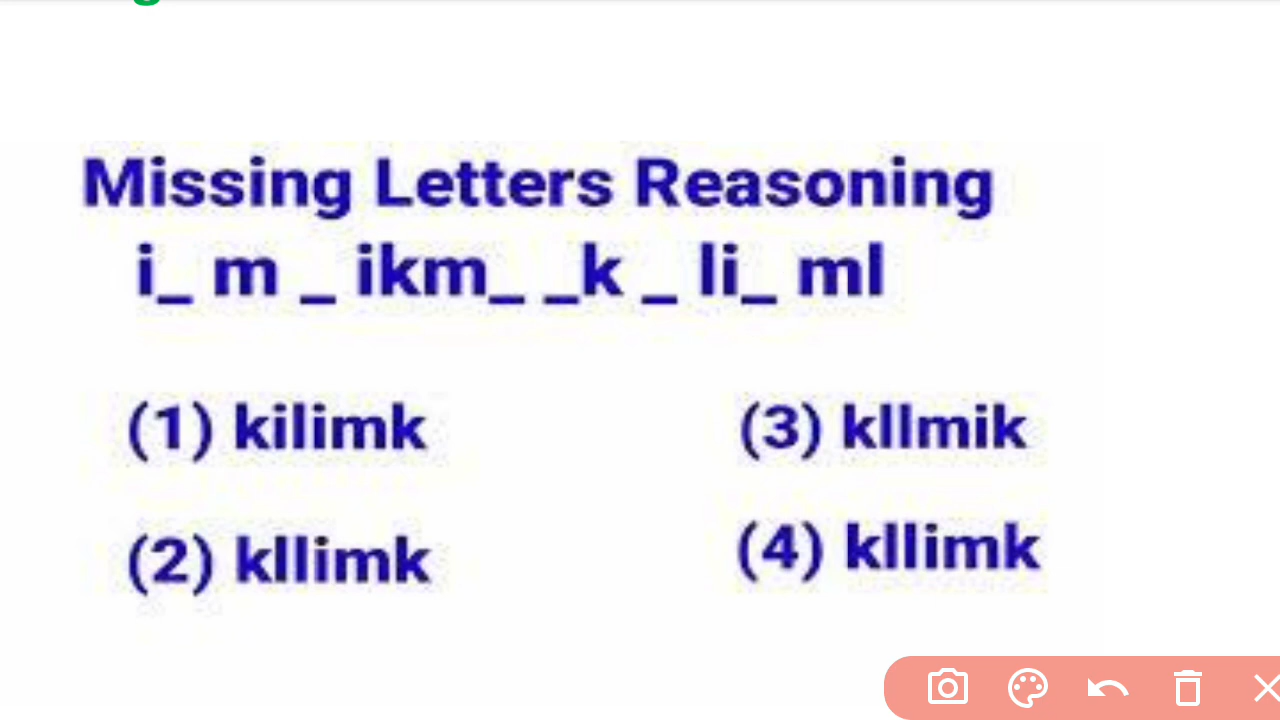 Missing Letters Reasoning
i_ m _ ikm_ _k _ li_ ml
(1) kilimk (3) kllmik
(2) kllimk (4) kllimk